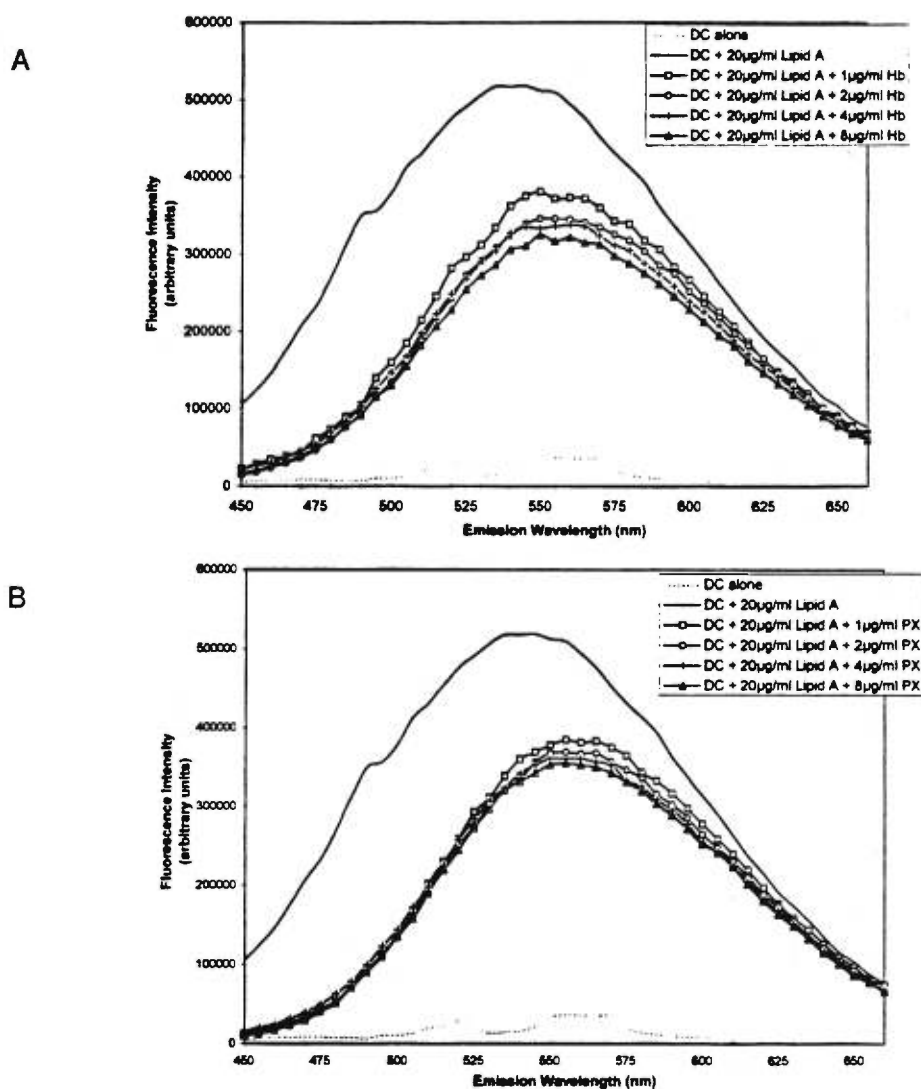 A
600000
500000
400000
300000
200000
100000
0
Fluorescence Intensity
(arbitrary units)
DC alone
DC + 20µg/ml Lipid A
DC + 20µg/ml Lipid A + 1µg/ml Hb
DC + 20µg/ml Lipid A + 2µg/ml Hb
DC + 20µg/ml Lipid A + 4µg/ml Hb
DC + 20µg/ml Lipid A + 8µg/ml Hb
450 475 500 525 550 575 600 625 650
Emission Wavelength (nm)
B
600000
500000
400000
300000
200000
100000
0
Fluorescence Intensity
(arbitrary units)
DC alone
DC + 20µg/ml Lipid A
DC + 20µg/ml Lipid A + 1µg/ml PX
DC + 20µg/ml Lipid A + 2µg/ml PX
DC + 20µg/ml Lipid A + 4µg/ml PX
DC + 20µg/ml Lipid A + 8µg/ml PX
450 475 500 525 550 575 600 625 650
Emission Wavelength (nm)